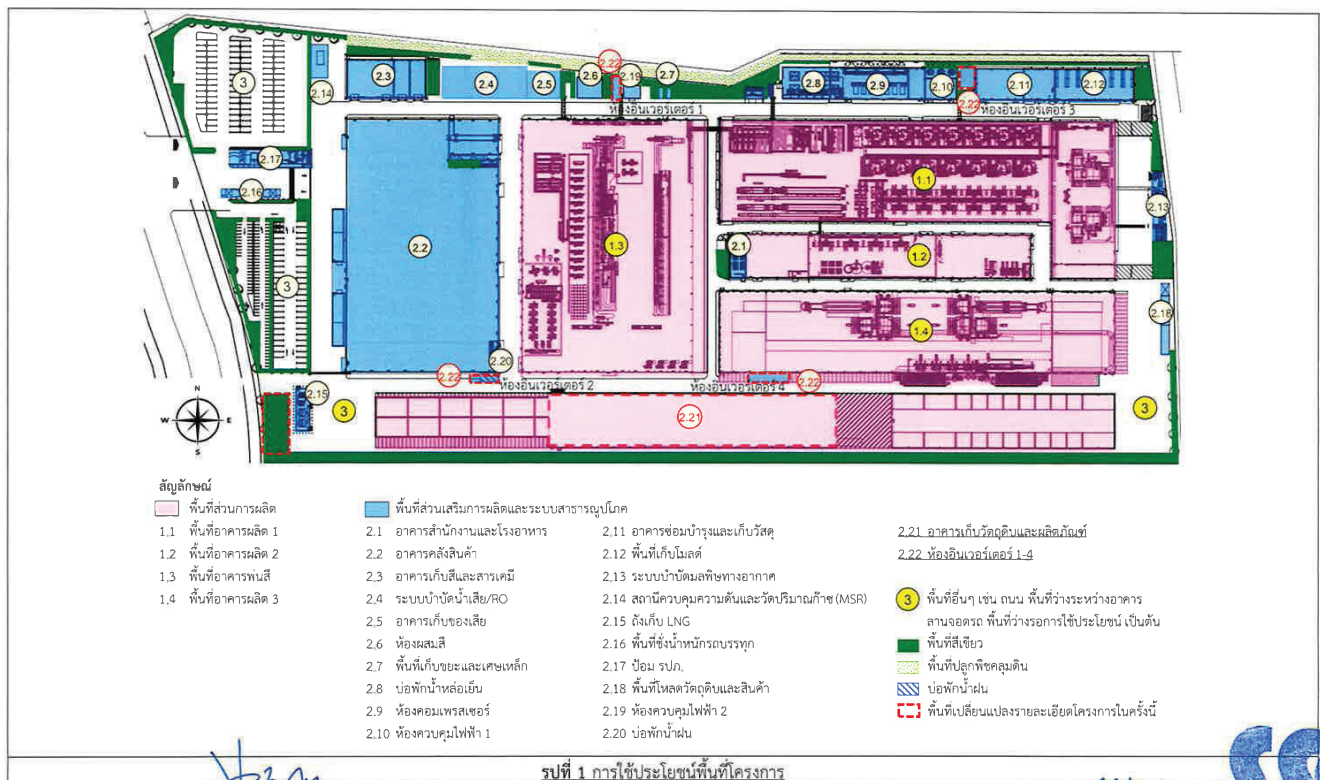 2.22
2.3
2.4
2.5
2.6
2.19
2.7
2.8
2.9
2.10
2.22
2.11
2.12
3
2.14
ห้องอินเวอร์เตอร์ 1
ห้องอินเวอร์เตอร์ 3
2.17
2.16
1.1
2.13
2.2
1.3
2.1
1.2
3
2.18
1.4
2.20
2.22
ห้องอินเวอร์เตอร์ 2
ห้องอินเวอร์เตอร์ 4
2.22
2.15
3
2.21
3
N
W
E
S
สัญลักษณ์
พื้นที่ส่วนการผลิต
1.1 พื้นที่อาคารผลิต 1
1.2 พื้นที่อาคารผลิต 2
1.3 พื้นที่อาคารพ่นสี
1.4 พื้นที่อาคารผลิต 3
พื้นที่ส่วนเสริมการผลิตและระบบสาธารณูปโภค
2.1 อาคารสำนักงานและโรงอาหาร
2.2 อาคารคลังสินค้า
2.3 อาคารเก็บสีและสารเคมี
2.4 ระบบบำบัดน้ำเสีย/RO
2.5 อาคารเก็บของเสีย
2.6 ห้องผสมสี
2.7 พื้นที่เก็บขยะและเศษเหล็ก
2.8 บ่อพักน้ำหล่อเย็น
2.9 ห้องคอมเพรสเซอร์
2.10 ห้องควบคุมไฟฟ้า 1
2.11 อาคารซ่อมบำรุงและเก็บวัสดุ
2.12 พื้นที่เก็บโมลด์
2.13 ระบบบำบัดมลพิษทางอากาศ
2.14 สถานีควบคุมความดันและวัดปริมาณก๊าซ (MSR)
2.15 ถังเก็บ LNG
2.16 พื้นที่ชั่งน้ำหนักรถบรรทุก
2.17 ป้อม รปภ.
2.18 พื้นที่โหลดวัตถุดิบและสินค้า
2.19 ห้องควบคุมไฟฟ้า 2
2.20 บ่อพักน้ำฝน
2.21 อาคารเก็บวัตถุดิบและผลิตภัณฑ์
2.22 ห้องอินเวอร์เตอร์ 1-4
3 พื้นที่อื่นๆ เช่น ถนน พื้นที่ว่างระหว่างอาคาร
ลานจอดรถ พื้นที่ว่างรอการใช้ประโยชน์ เป็นต้น
พื้นที่สีเขียว
พื้นที่ปลูกพืชคลุมดิน
บ่อพักน้ำฝน
พื้นที่เปลี่ยนแปลงรายละเอียดโครงการในครั้งนี้
รูปที่ 1 การใช้ประโยชน์พื้นที่โครงการ